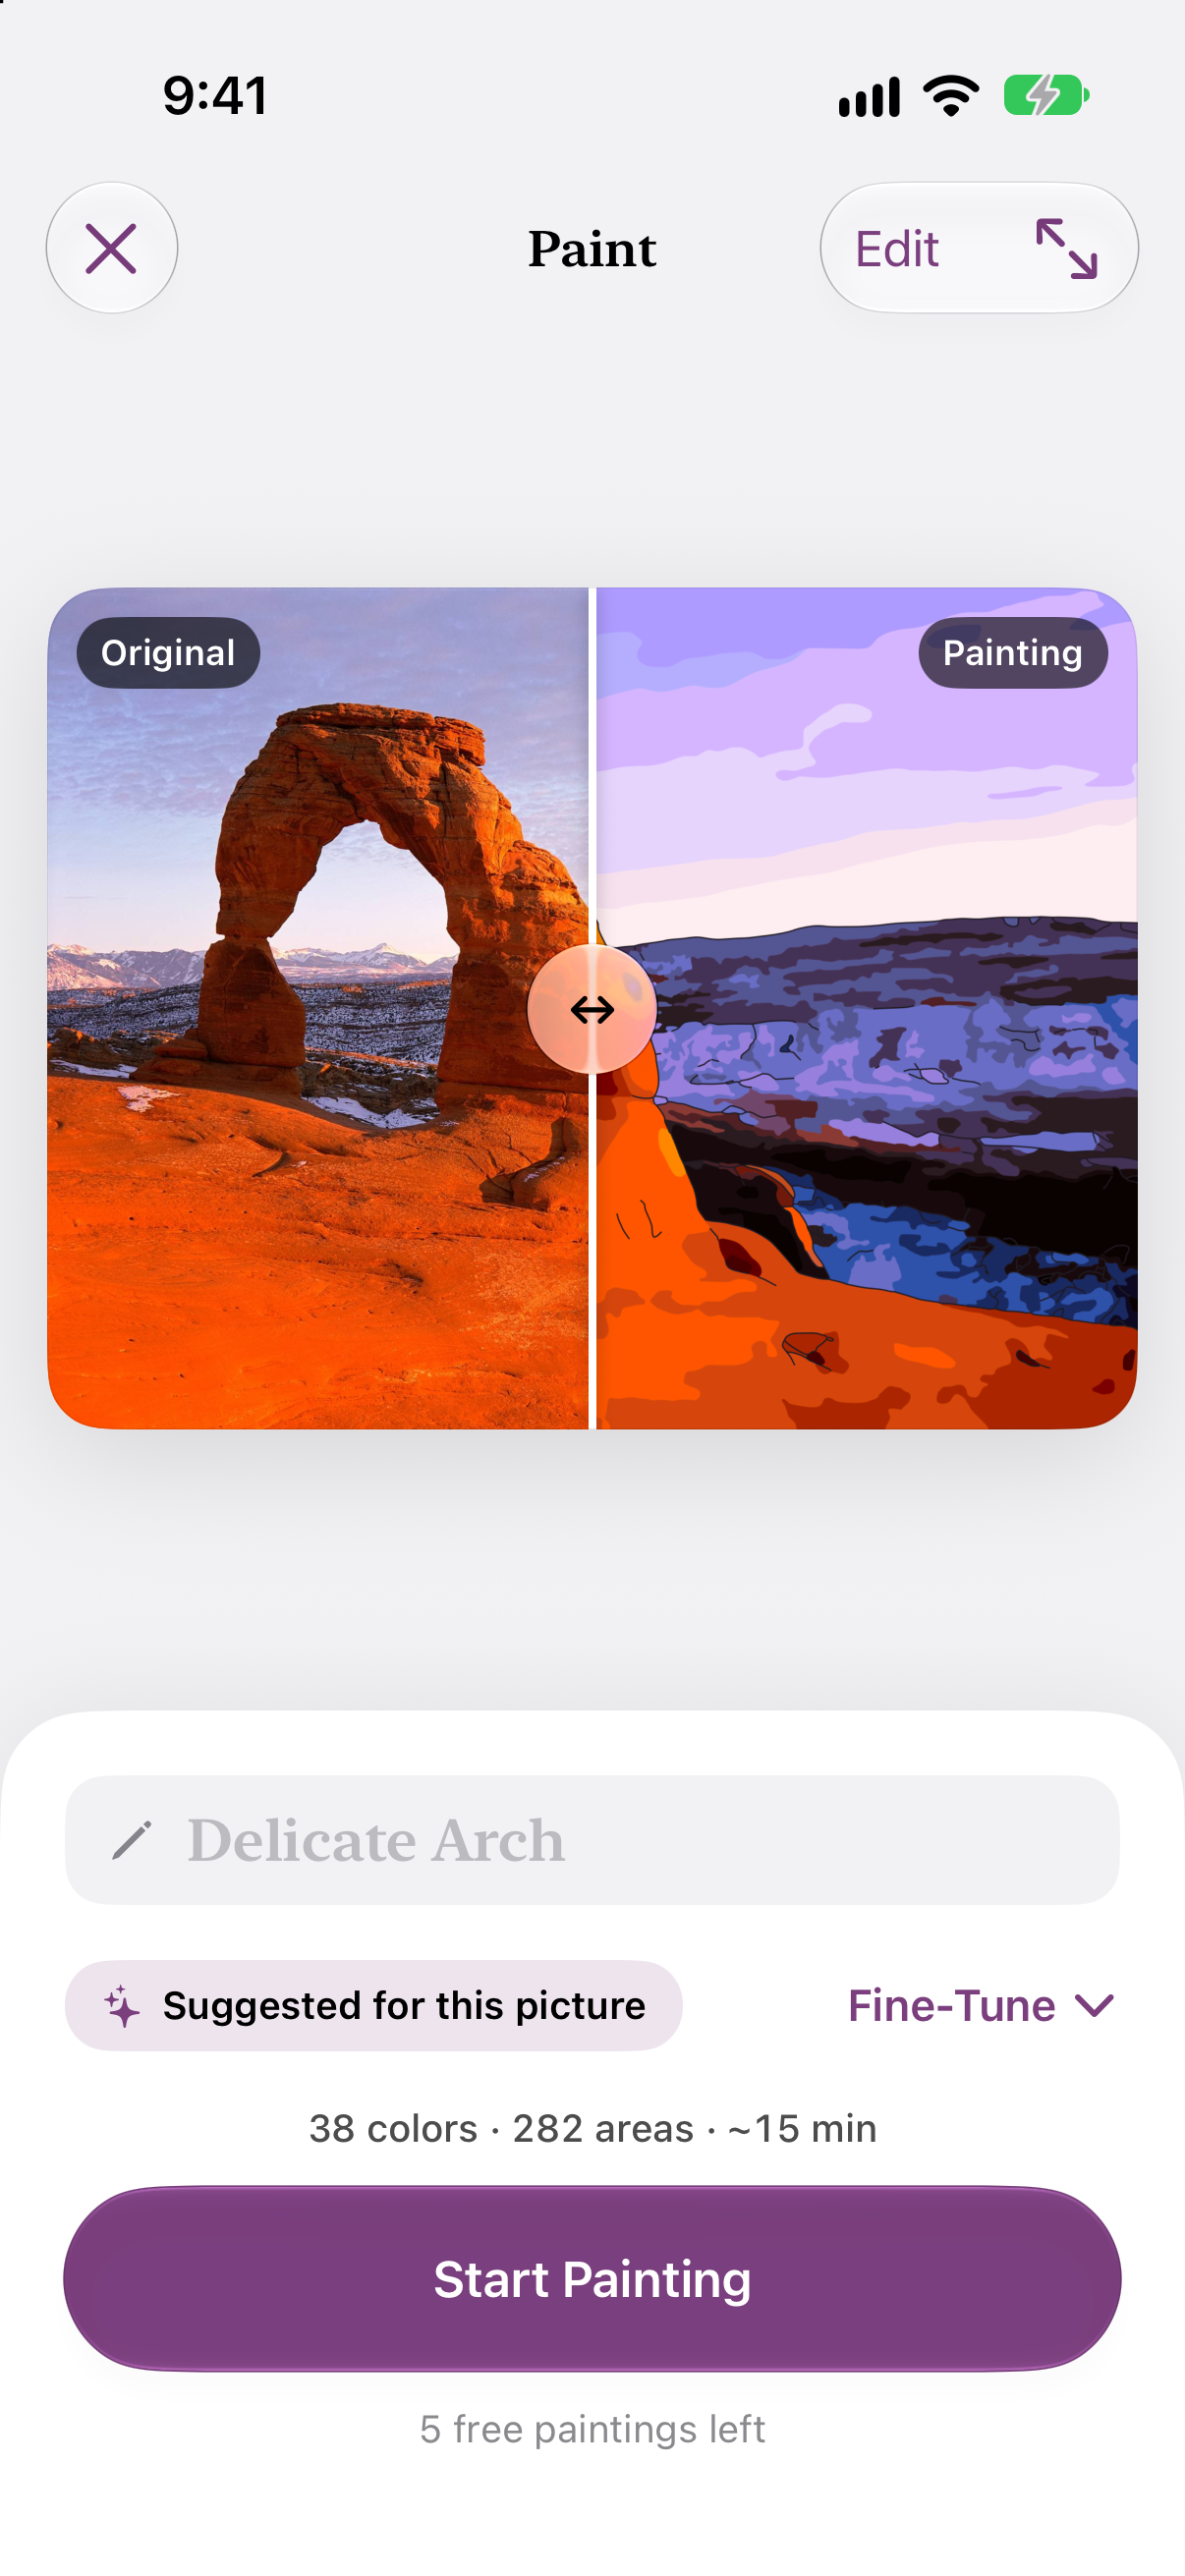 9:41
Paint
Edit
Original
Painting
Delicate Arch
Suggested for this picture
Fine-Tune
38 colors · 282 areas · ~15 min
Start Painting
5 free paintings left